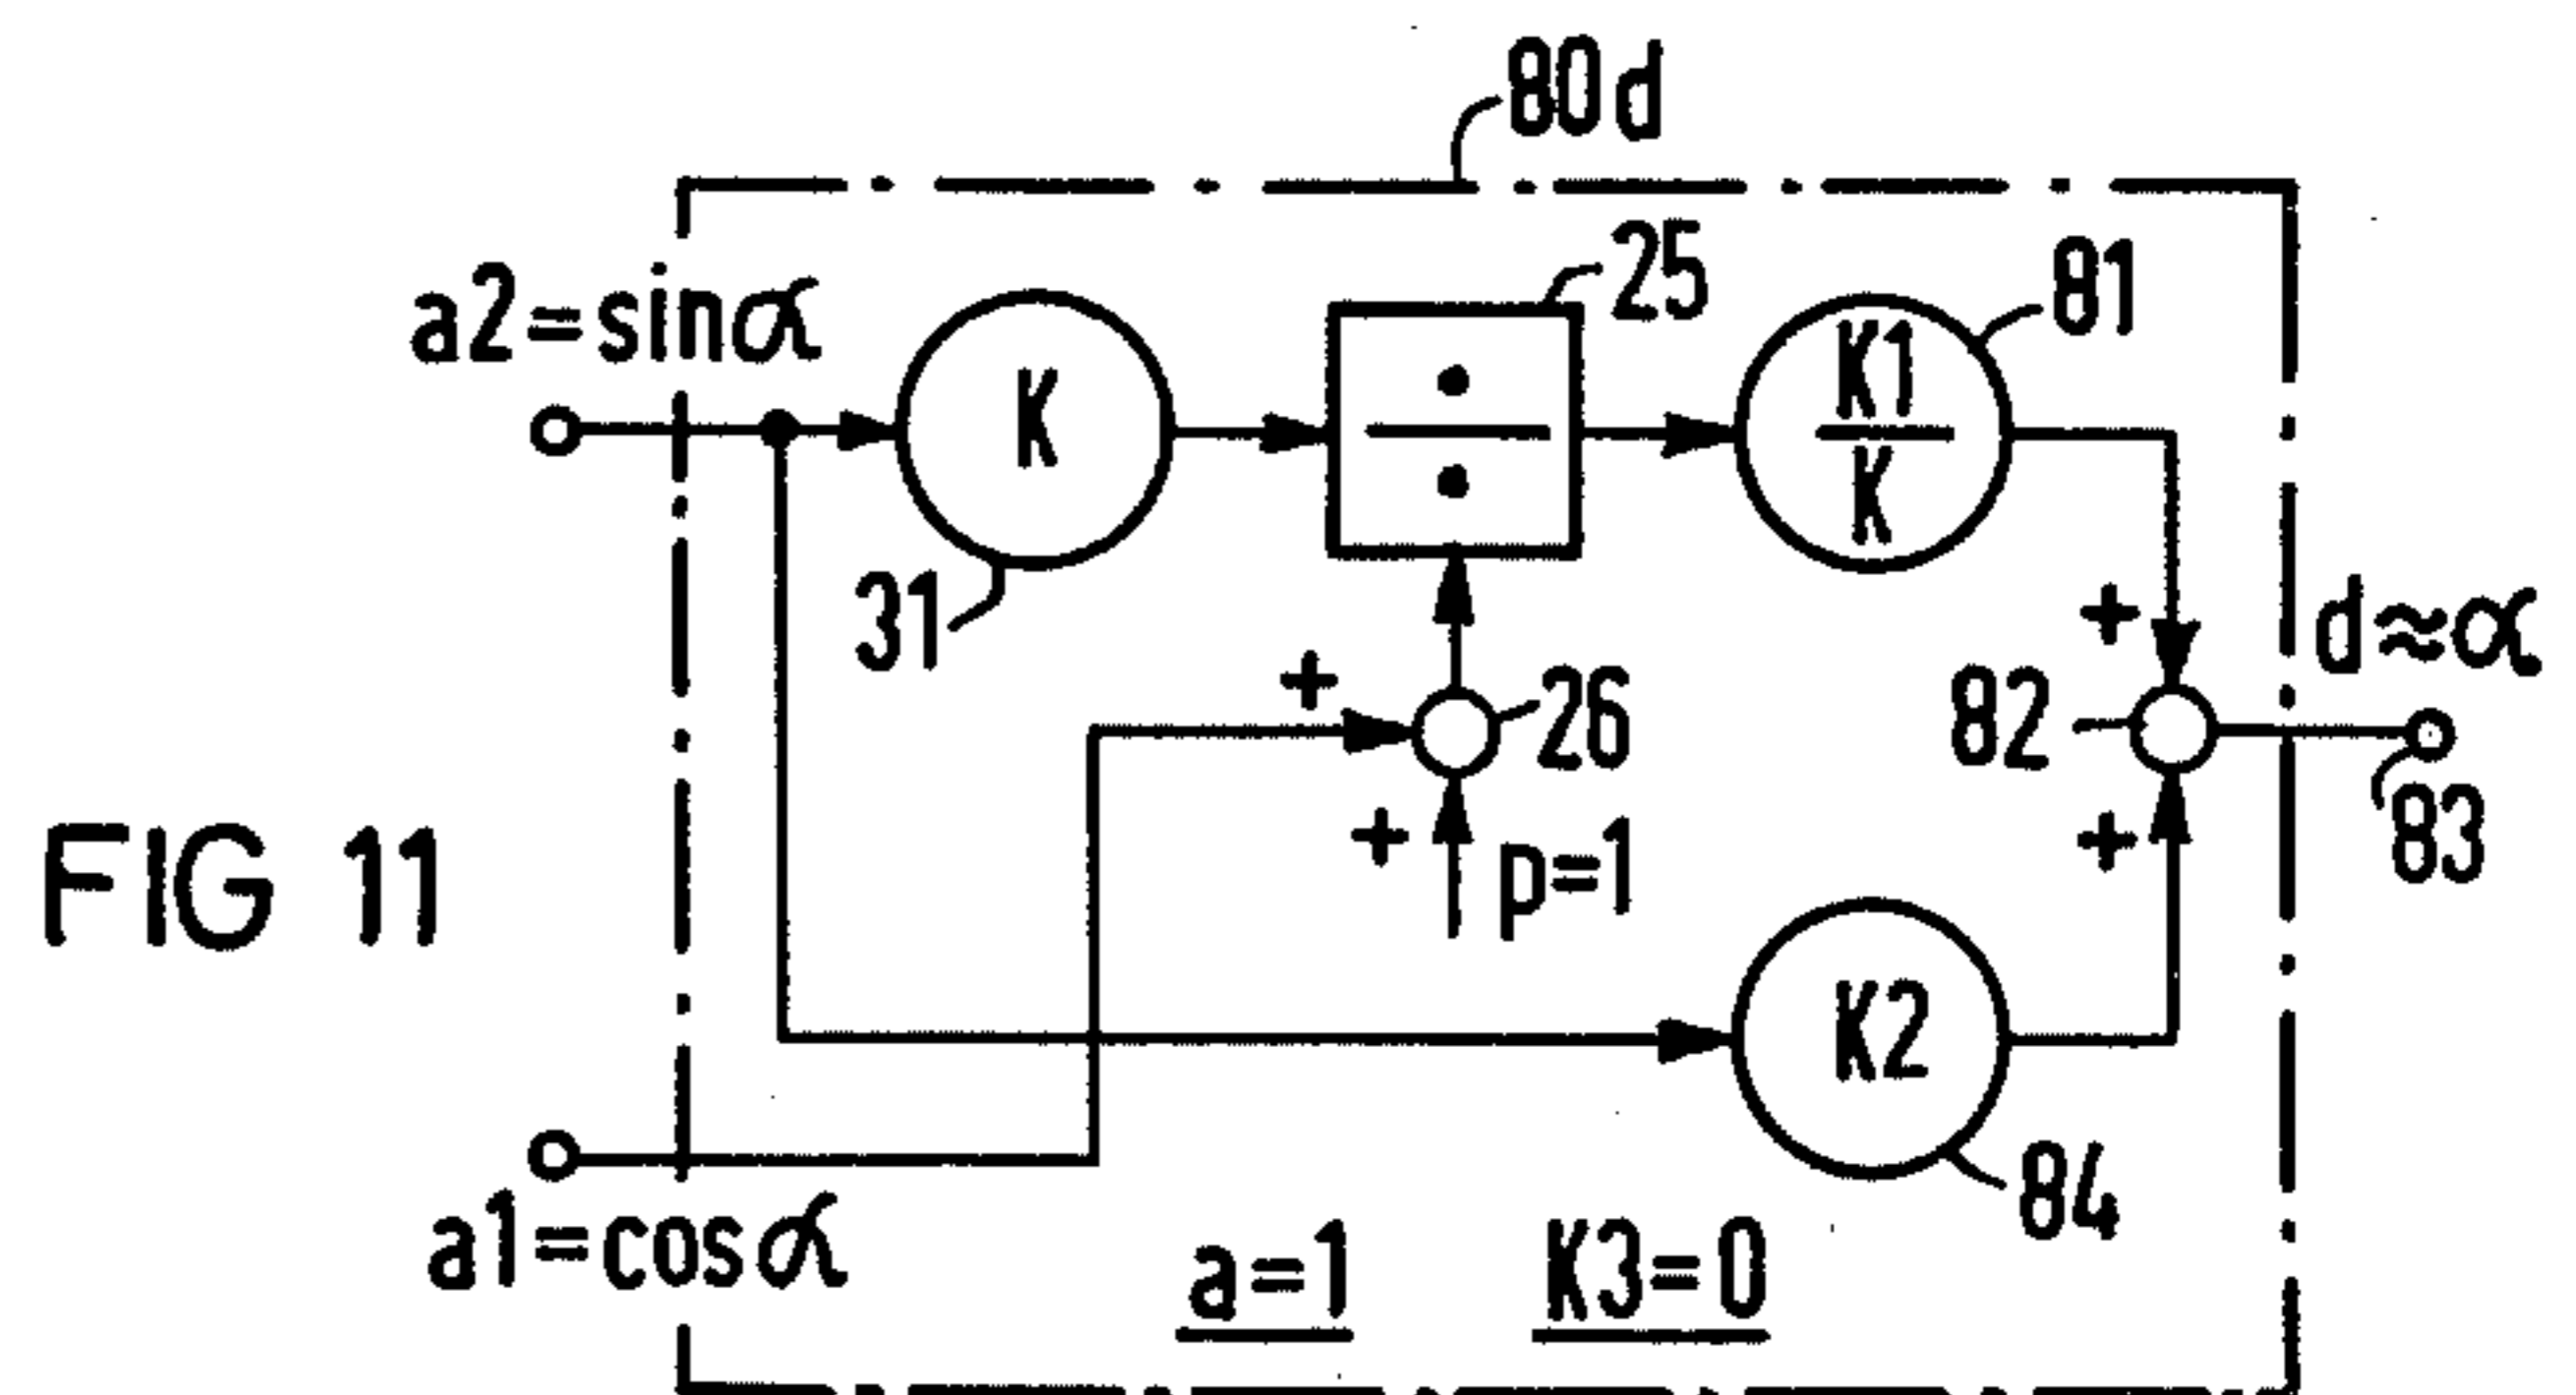 80d
25
81
a2=sinα
K
K1
K
31
+
26
+
82
d≈α
+
p=1
+
83
FIG 11
K2
84
a1=cosα
a=1
K3=0